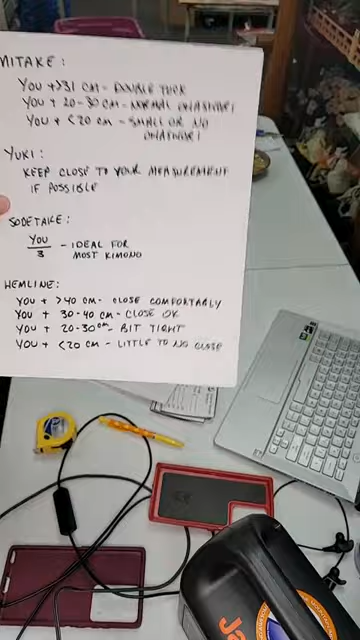 MITAKE:
YOU + >31 CM - DOUBLE TUCK
YOU + 20-30 CM - NORMAL OHASHORI
YOU + <20 CM - SMALL OR NO
OHASHORI
YUKI:
KEEP CLOSE TO YOUR MEASUREMENT
IF POSSIBLE
SODETAKE:
YOU
3
- IDEAL FOR
MOST KIMONO
HEMLINE:
YOU + >40 CM - CLOSE COMFORTABLY
YOU + 30-40 CM - CLOSE OK
YOU + 20-30 CM - BIT TIGHT
YOU + <20 CM - LITTLE TO NO CLOSE